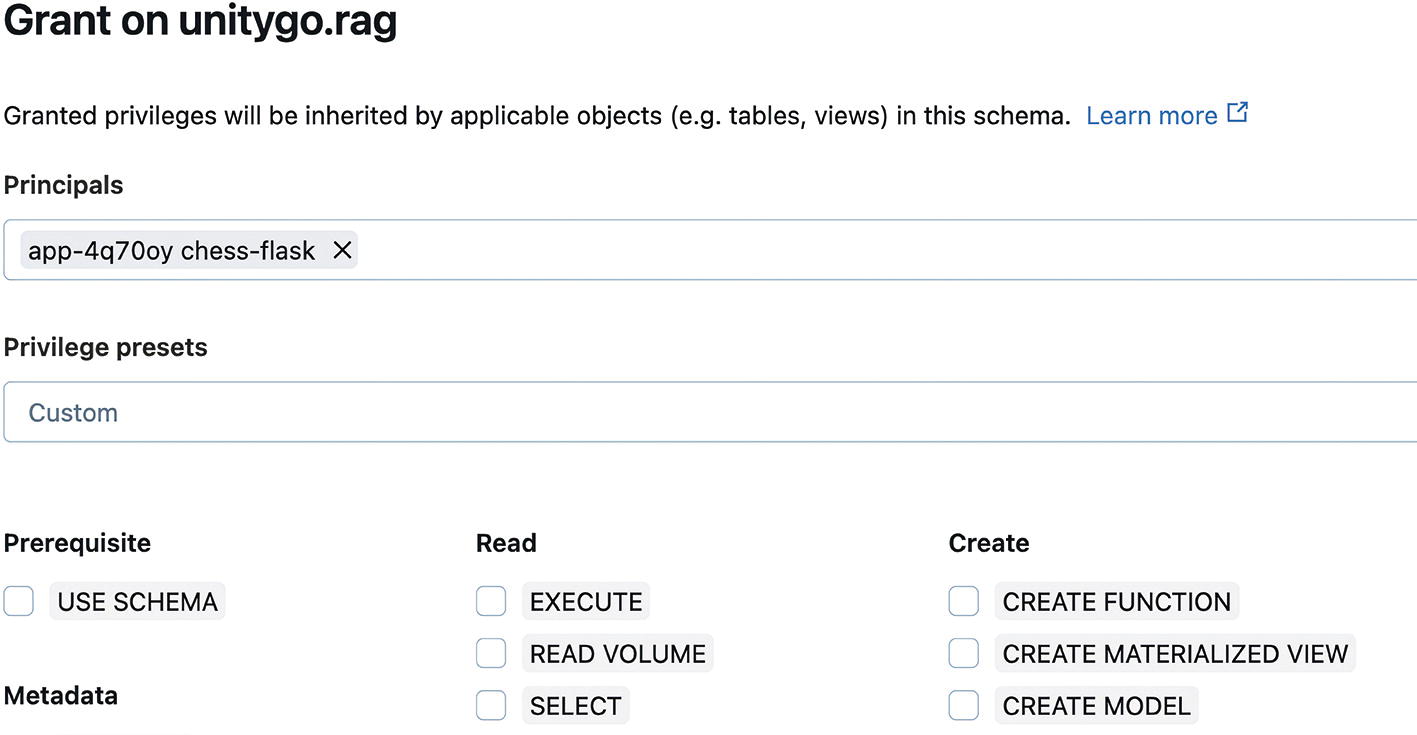 Grant on unitygo.rag
Granted privileges will be inherited by applicable objects (e.g. tables, views) in this schema. Learn more
Principals
app-4q70oy chess-flask
Privilege presets
Custom
Prerequisite
Read
Create
USE SCHEMA
EXECUTE
CREATE FUNCTION
READ VOLUME
CREATE MATERIALIZED VIEW
Metadata
SELECT
CREATE MODEL